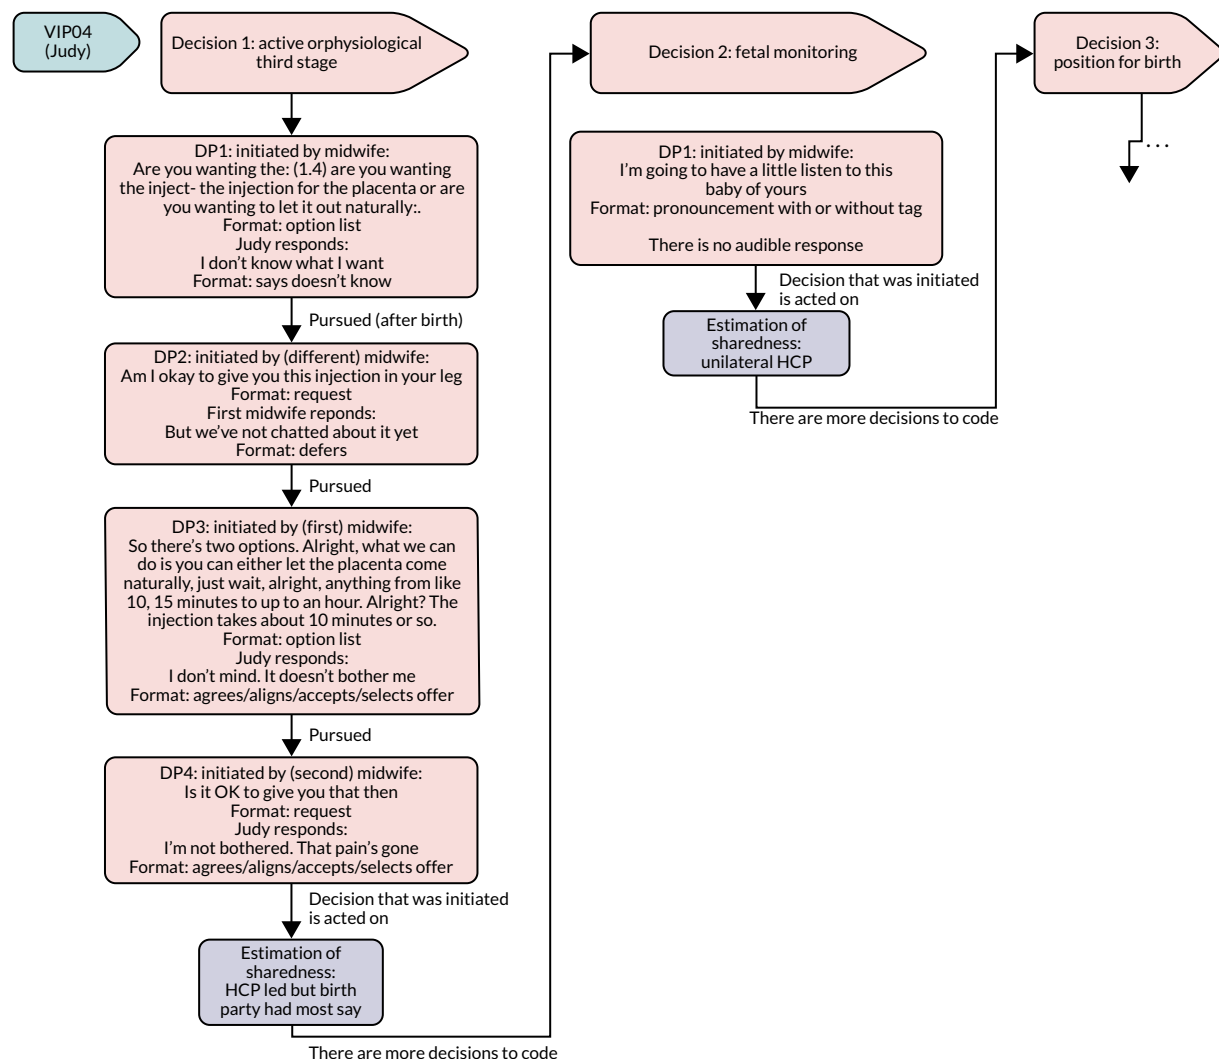 VIP04
(Judy)
Decision 1: active orphysiological
third stage
DP1: initiated by midwife:
Are you wanting the: (1.4) are you wanting
the inject- the injection for the placenta or are
you wanting to let it out naturally:.
Format: option list
Judy responds:
I don't know what I want
Format: says doesn't know
Pursued (after birth)
DP2: initiated by (different) midwife:
Am I okay to give you this injection in your leg
Format: request
First midwife reponds:
But we've not chatted about it yet
Format: defers
Pursued
DP3: initiated by (first) midwife:
So there's two options. Alright, what we can
do is you can either let the placenta come
naturally, just wait, alright, anything from like
10, 15 minutes to up to an hour. Alright? The
injection takes about 10 minutes or so.
Format: option list
Judy responds:
I don't mind. It doesn't bother me
Format: agrees/aligns/accepts/selects offer
Pursued
DP4: initiated by (second) midwife:
Is it OK to give you that then
Format: request
Judy responds:
I'm not bothered. That pain's gone
Format: agrees/aligns/accepts/selects offer
Decision that was initiated
is acted on
Estimation of
sharedness:
HCP led but birth
party had most say
There are more decisions to code
Decision 2: fetal monitoring
DP1: initiated by midwife:
I'm going to have a little listen to this
baby of yours
Format: pronouncement with or without tag
There is no audible response
Decision that was initiated
is acted on
Estimation of
sharedness:
unilateral HCP
There are more decisions to code
Decision 3:
position for birth
...